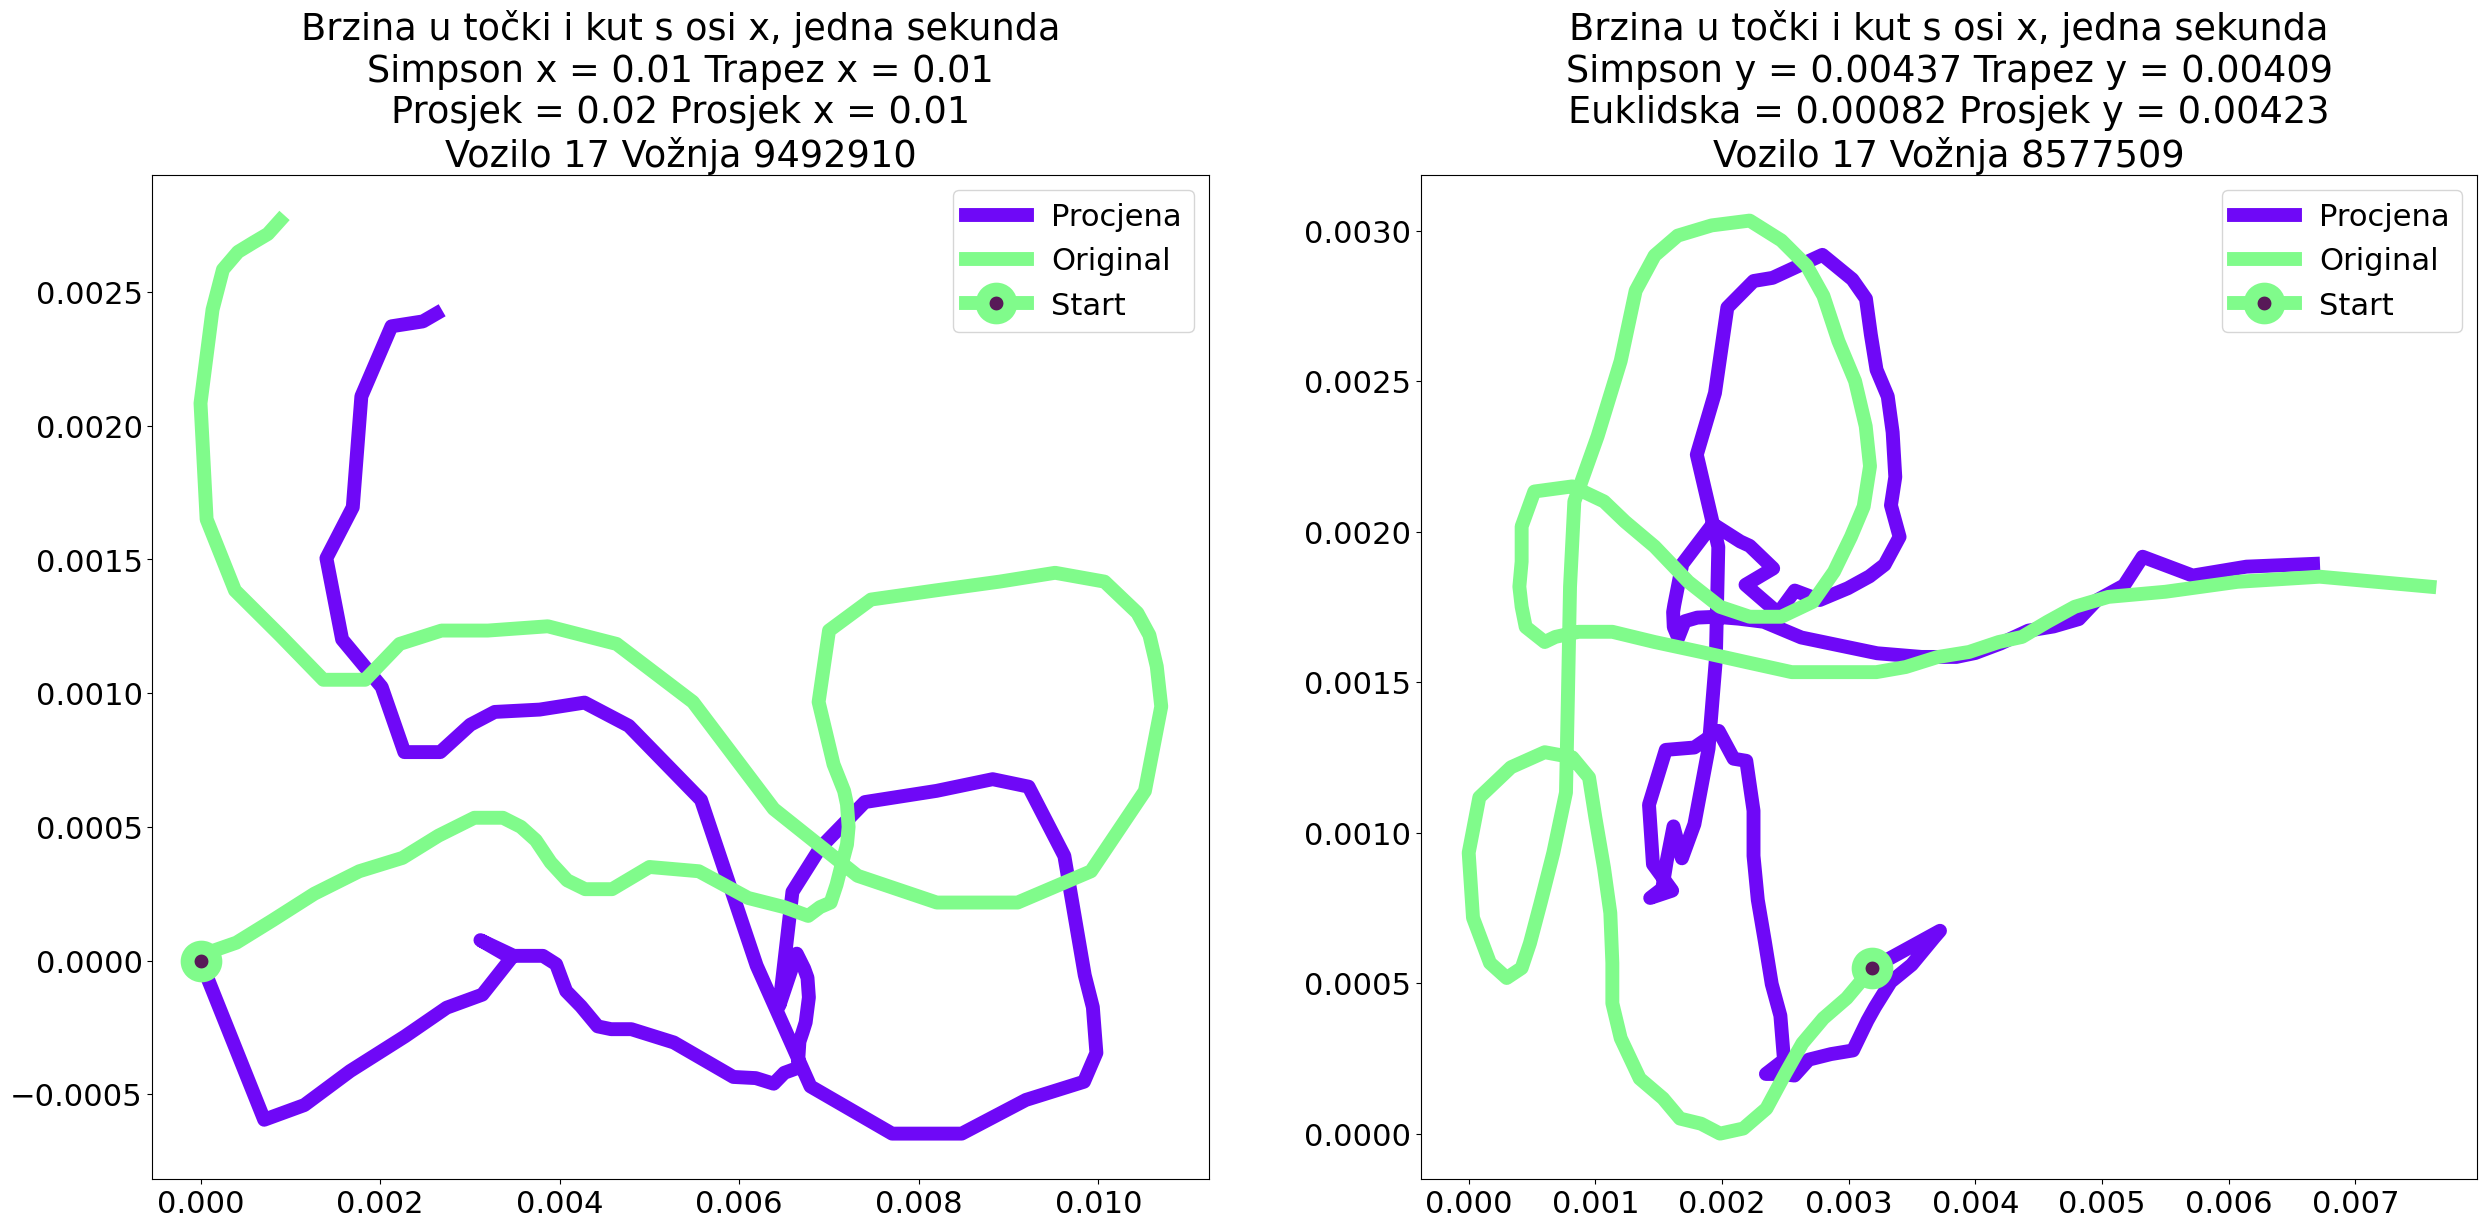 Brzina u točki i kut s osi x, jedna sekunda
Simpson x = 0.01 Trapez x = 0.01
Prosjek = 0.02 Prosjek x = 0.01
Vozilo 17 Vožnja 9492910
Procjena
Original
Start
0.0025
0.0020
0.0015
0.0010
0.0005
0.0000
−0.0005
0.000 0.002 0.004 0.006 0.008 0.010
Brzina u točki i kut s osi x, jedna sekunda
Simpson y = 0.00437 Trapez y = 0.00409
Euklidska = 0.00082 Prosjek y = 0.00423
Vozilo 17 Vožnja 8577509
Procjena
Original
Start
0.0030
0.0025
0.0020
0.0015
0.0010
0.0005
0.0000
0.000 0.001 0.002 0.003 0.004 0.005 0.006 0.007